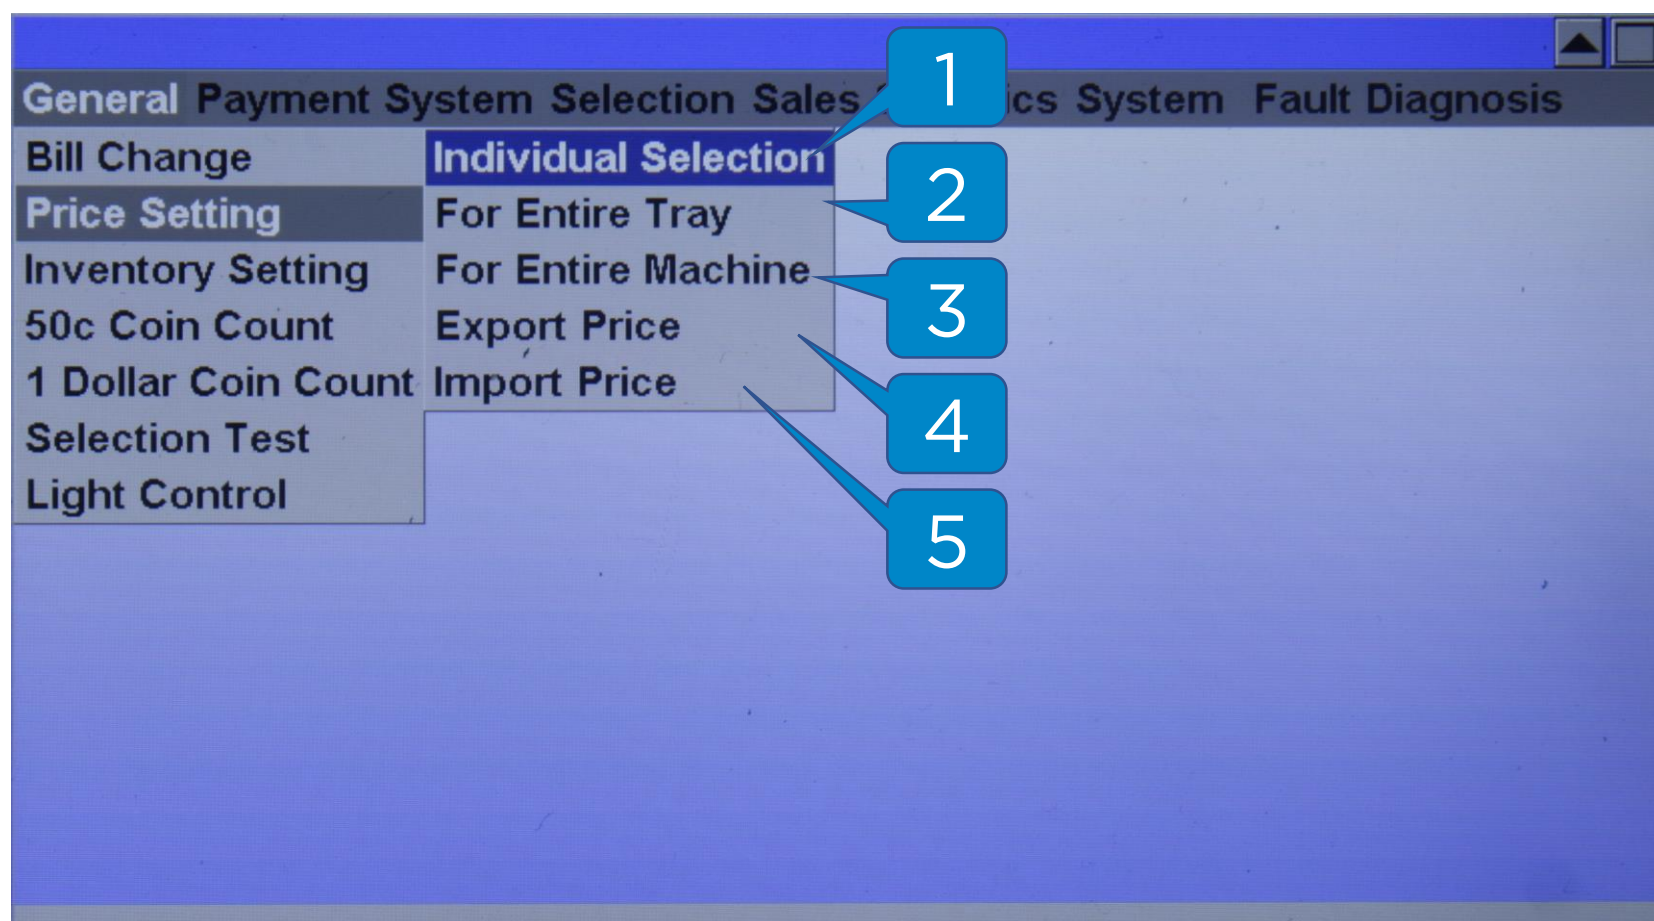 General Payment System Selection Sales ics System Fault Diagnosis
Bill Change
Price Setting
Inventory Setting
50c Coin Count
1 Dollar Coin Count
Selection Test
Light Control
Individual Selection
For Entire Tray
For Entire Machine
Export Price
Import Price
1
2
3
4
5